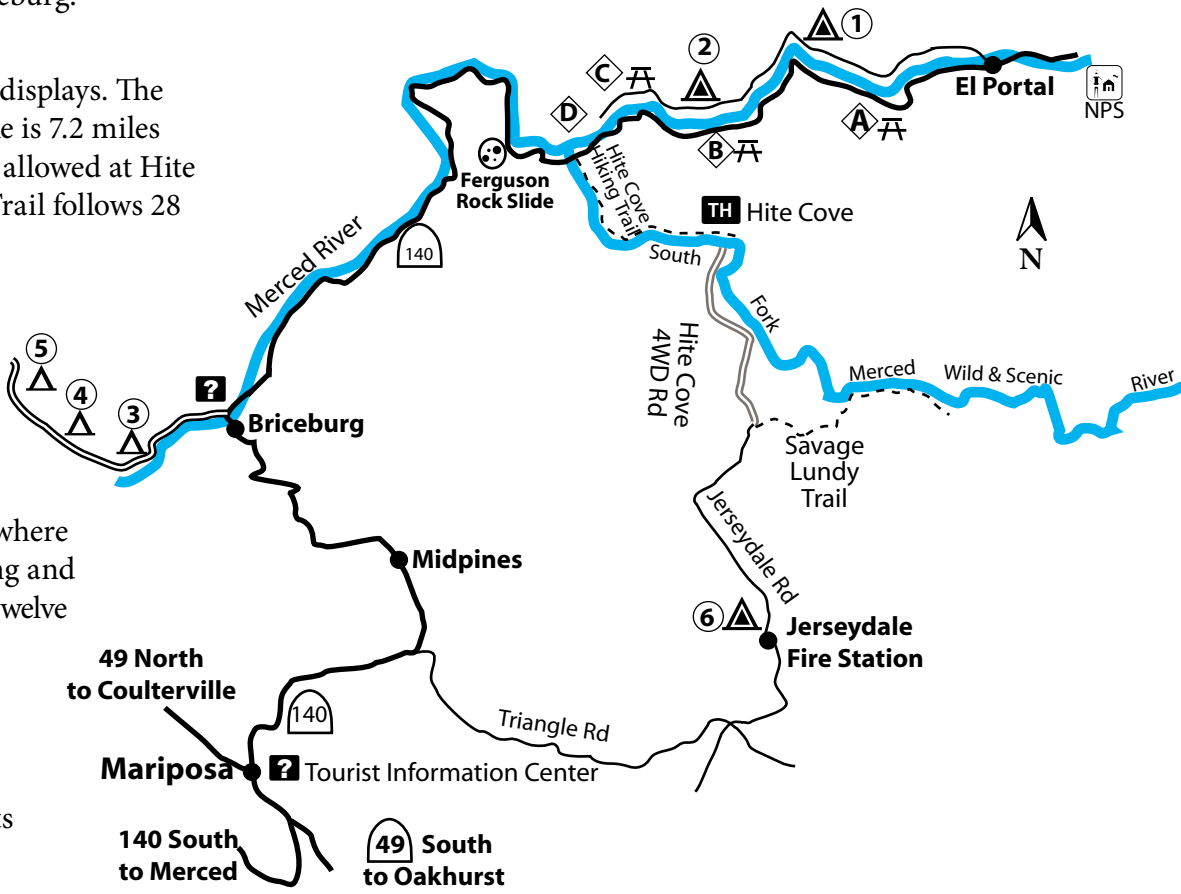 eburg.
displays. The
e is 7.2 miles
allowed at Hite
Trail follows 28
where
ng and
welve
ts
1
2
C
D
El Portal
NPS
A
B
Ferguson
Rock Slide
Hite Cove
Hiking Trail
TH Hite Cove
South
N
140
Merced River
Fork
Hite Cove
4WD Rd
Merced
Wild & Scenic
River
5
4
3
?
Briceburg
Savage
Lundy
Trail
Jerseydale Rd
Midpines
6
Jerseydale
Fire Station
49 North
to Coulterville
140
Triangle Rd
Mariposa
? Tourist Information Center
140 South
to Merced
49 South
to Oakhurst